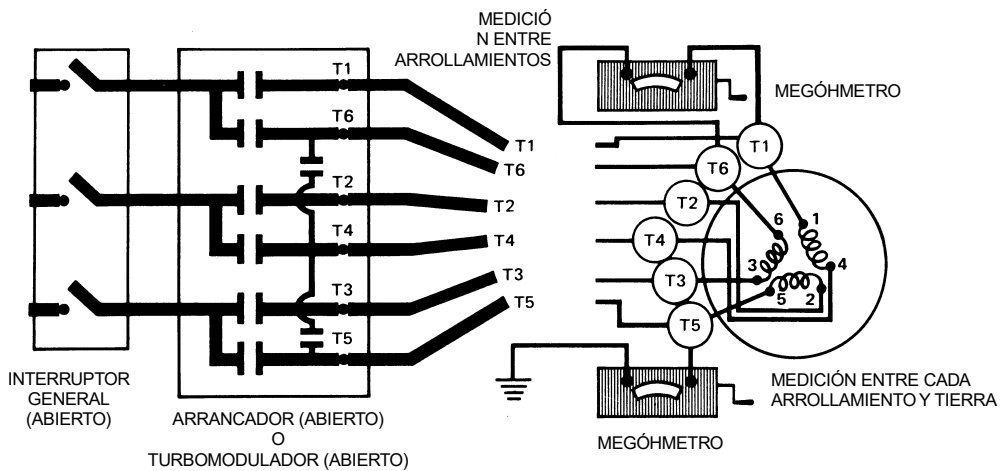 MEDICIÓ
N ENTRE
ARROLLAMIENTOS
MEGÓHMETRO
T1
T6
T2
T4
T3
T5
T1
T6
T2
T4
T3
T5
T1
T6
T2
T4
T3
T5
6
1
3
4
5
2
INTERRUPTOR
GENERAL
(ABIERTO)
ARRANCADOR (ABIERTO)
O
TURBOMODULADOR (ABIERTO)
MEGÓHMETRO
MEDICIÓN ENTRE CADA
ARROLLAMIENTO Y TIERRA